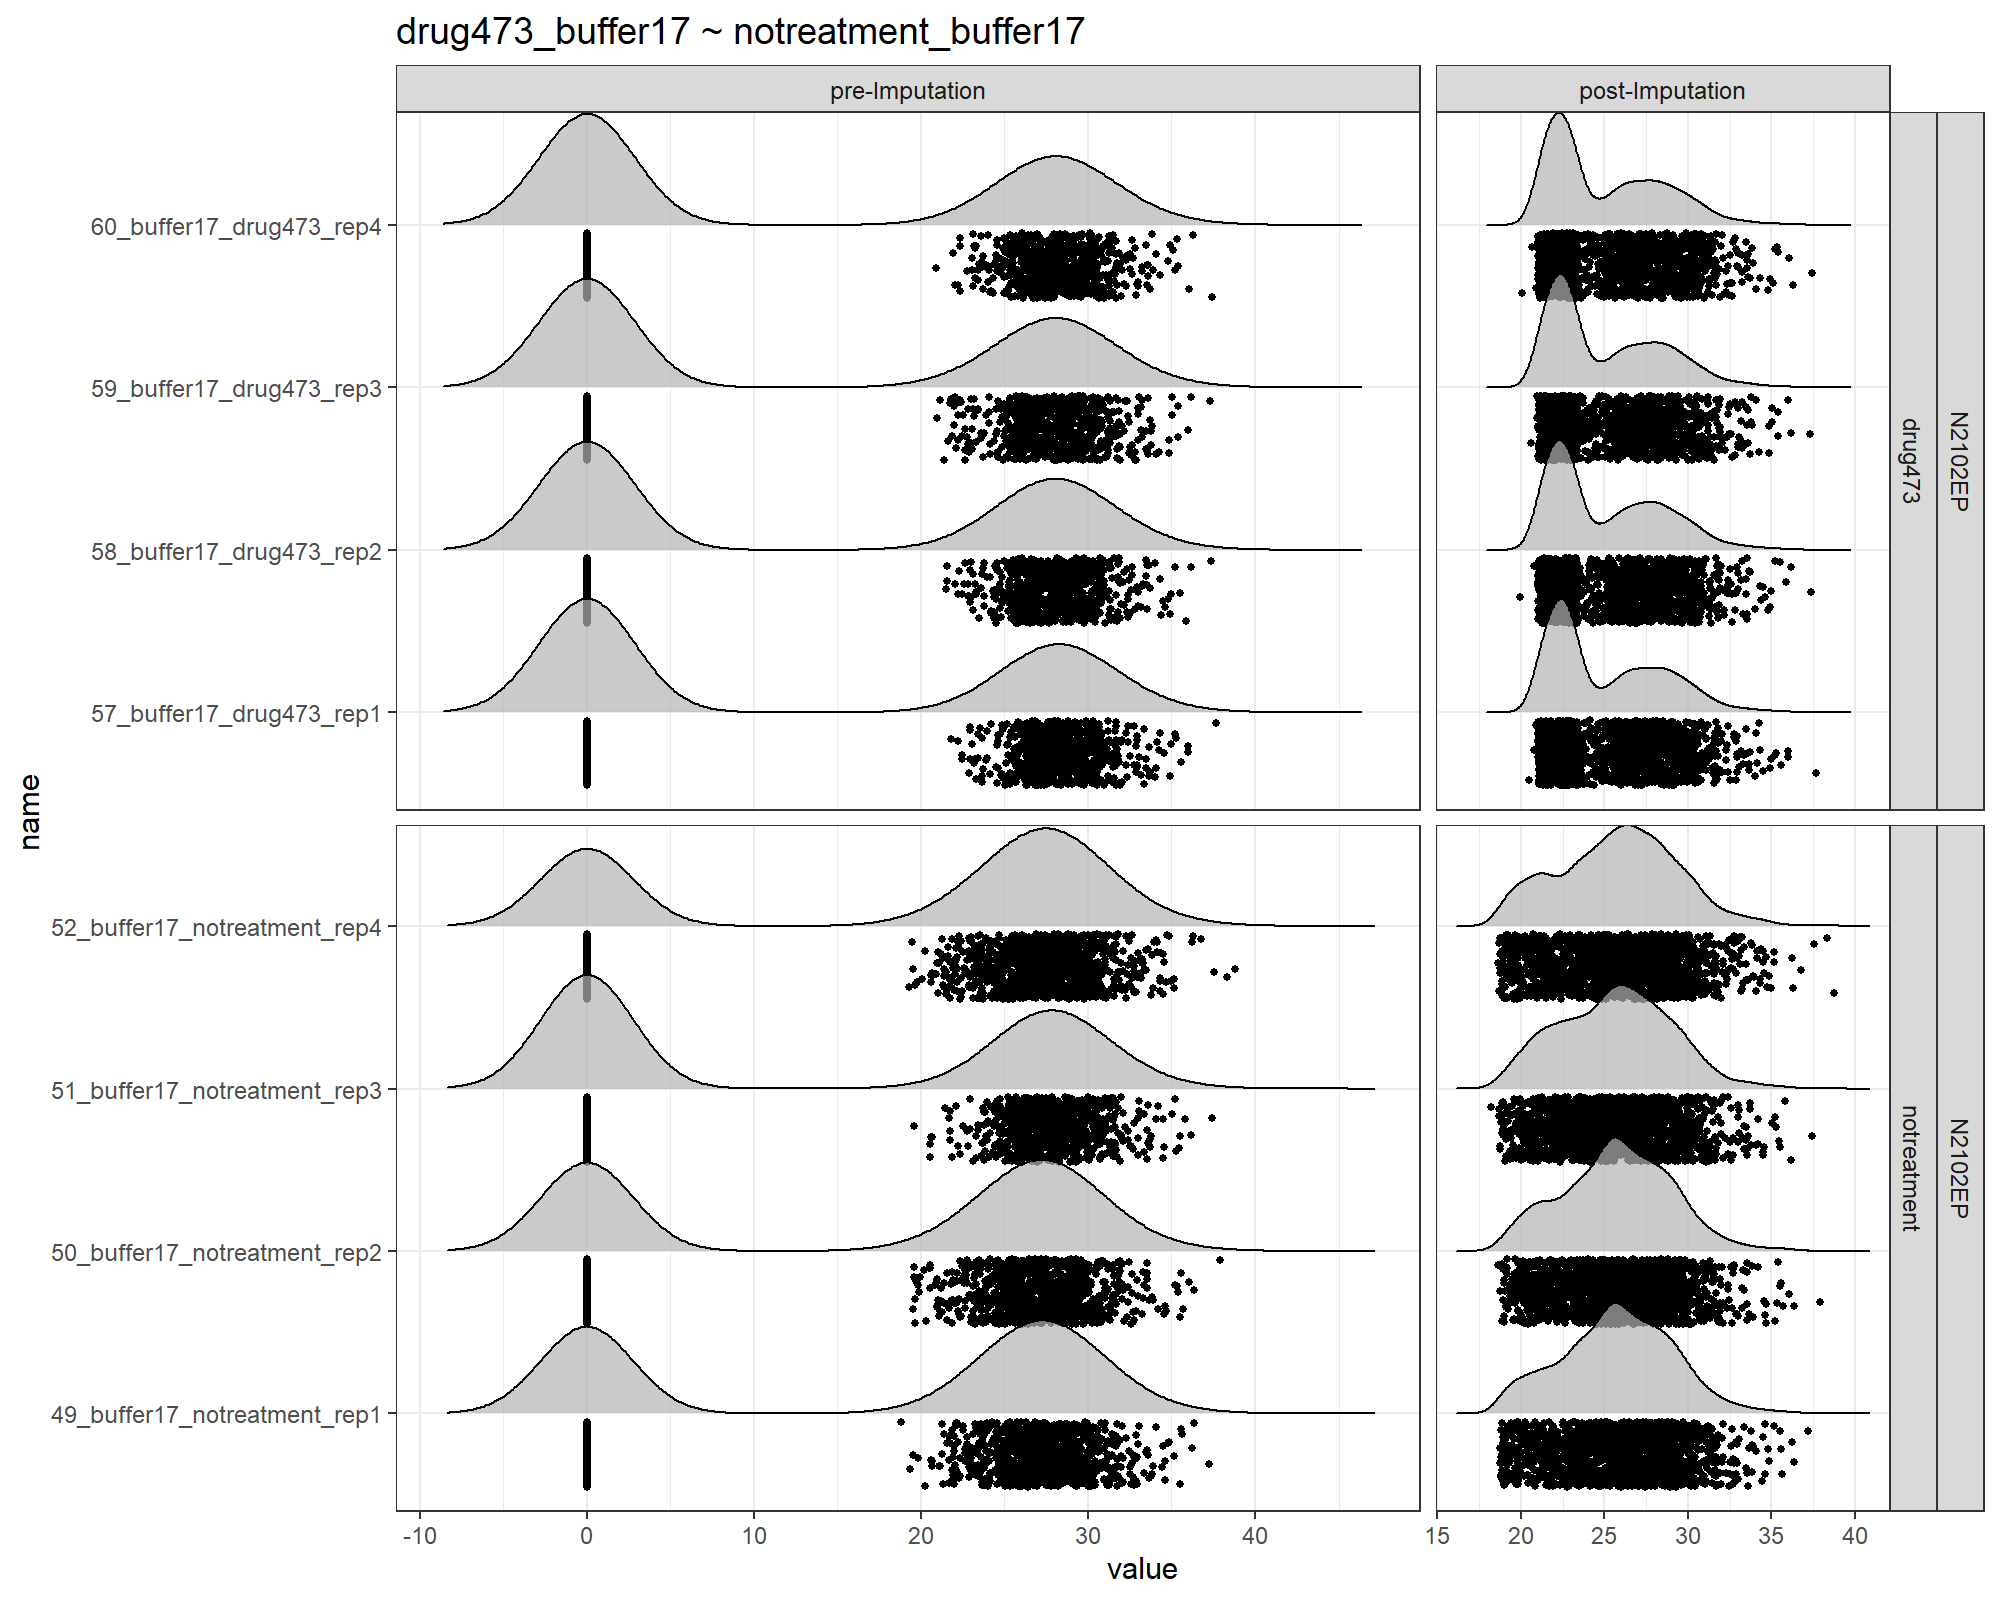 drug473_buffer17 ~ notreatment_buffer17
pre-Imputation
post-Imputation
60_buffer17_drug473_rep4
59_buffer17_drug473_rep3
58_buffer17_drug473_rep2
57_buffer17_drug473_rep1
drug473
N2102EP
name
52_buffer17_notreatment_rep4
51_buffer17_notreatment_rep3
50_buffer17_notreatment_rep2
49_buffer17_notreatment_rep1
notreatment
N2102EP
-10 0 10 20 30 40
15 20 25 30 35 40
value